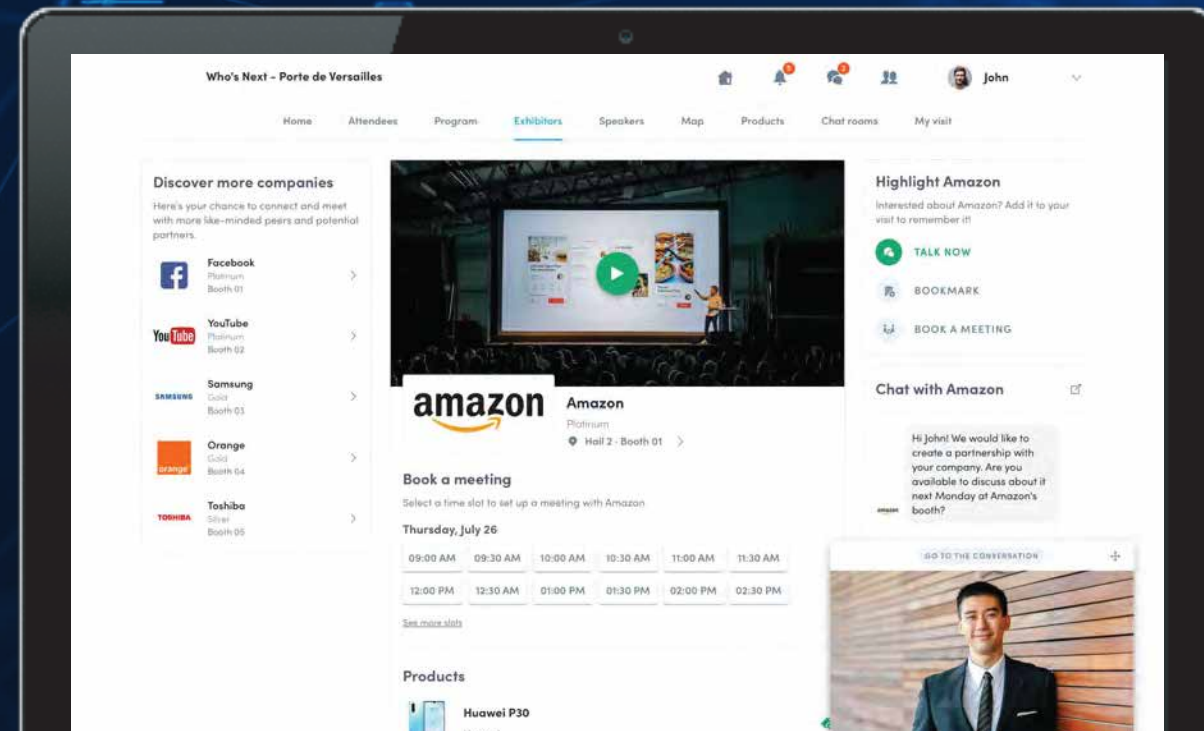 Who's Next - Porte de Versailles
5
3
John
Home Attendees Program Exhibitors Speakers Map Products Chat rooms My visit
Discover more companies
Here's your chance to connect and meet
with more like-minded peers and potential
partners.
Facebook
Platinum
Booth 01
You Tube
YouTube
Platinum
Booth 02
SAMSUNG
Samsung
Gold
Booth 03
orange
Orange
Gold
Booth 04
TOSHIBA
Toshiba
Silver
Booth 05
amazon
Amazon
Platinum
Hall 2 - Booth 01
Book a meeting
Select a time slot to set up a meeting with Amazon
Thursday, July 26
09:00 AM 09:30 AM 10:00 AM 10:30 AM 11:00 AM 11:30 AM
12:00 PM 12:30 AM 01:00 PM 01:30 PM 02:00 PM 02:30 PM
See more slots
Products
Huawei P30
Highlight Amazon
Interested about Amazon? Add it to your
visit to remember it!
TALK NOW
BOOKMARK
BOOK A MEETING
Chat with Amazon
Hi John! We would like to
create a partnership with
your company. Are you
available to discuss about it
next Monday at Amazon's
booth?
amazon
GO TO THE CONVERSATION